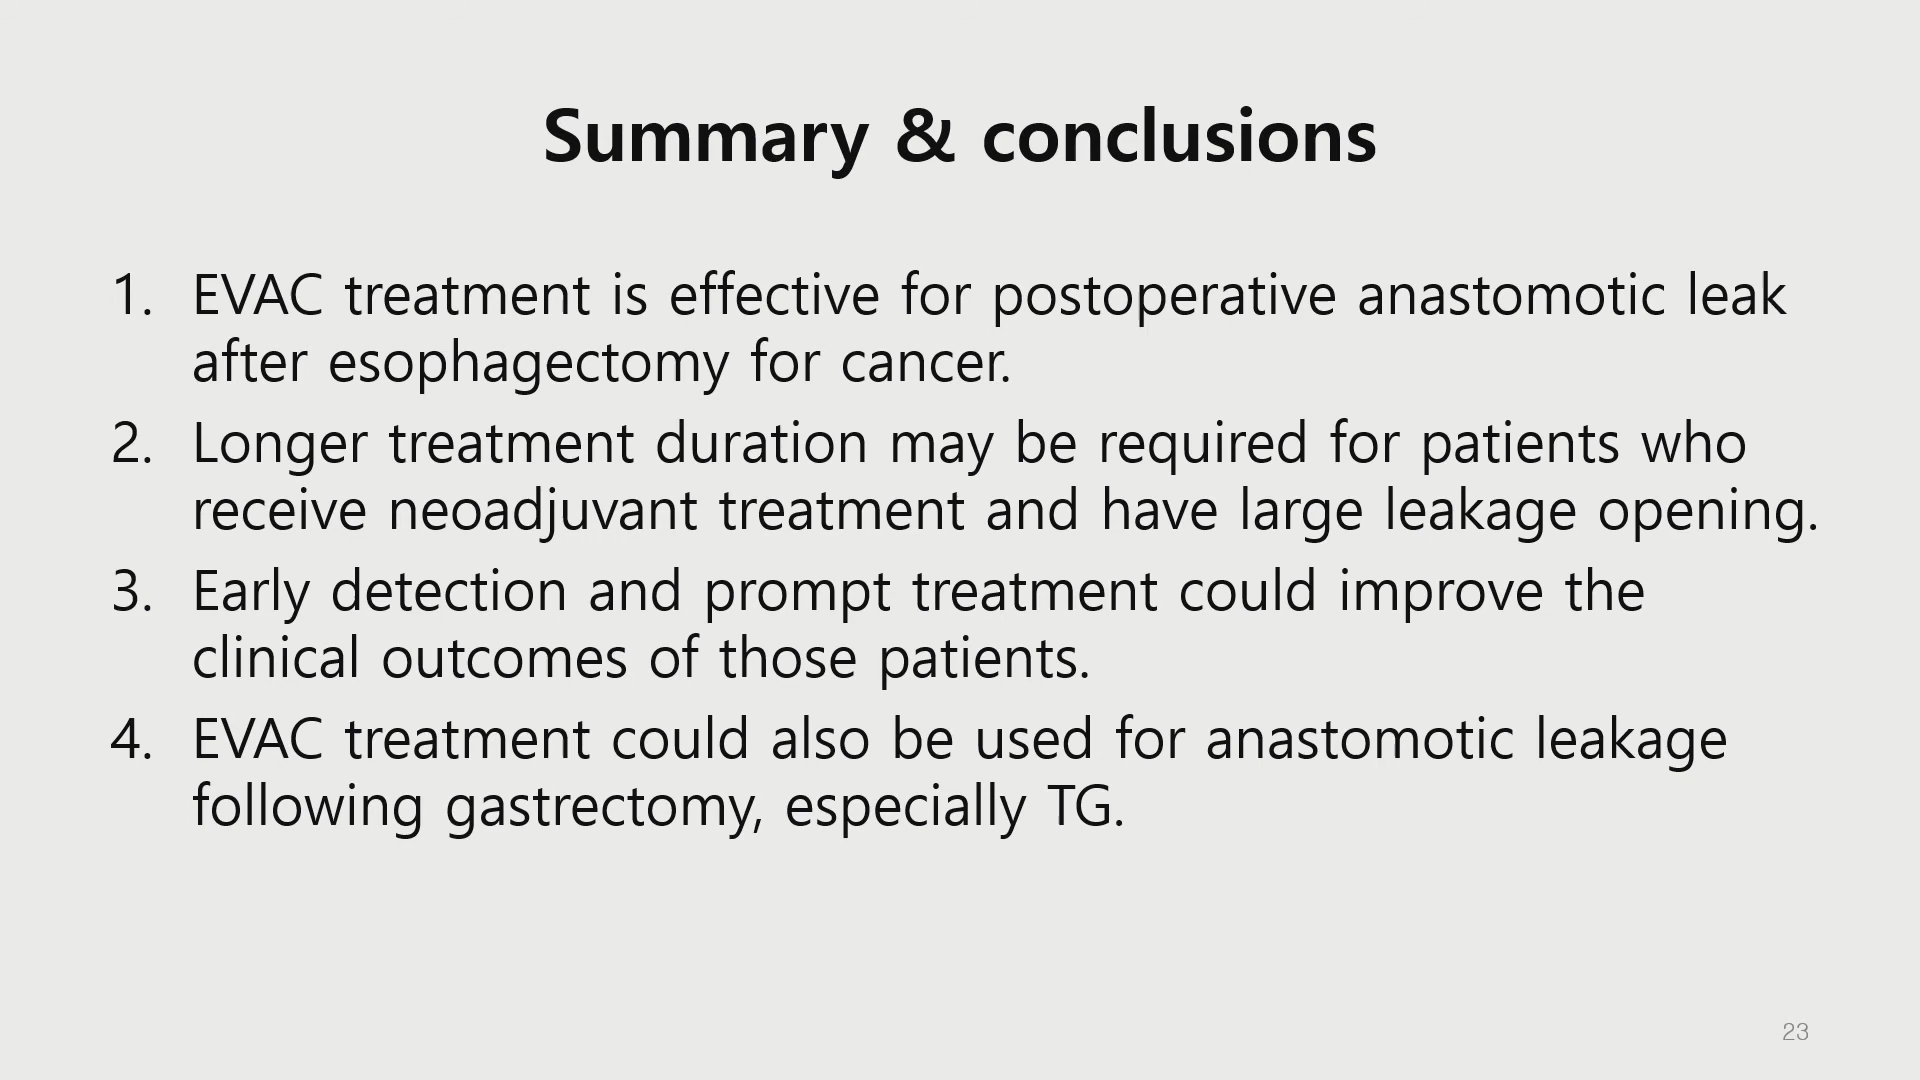 Summary & conclusions
1. EVAC treatment is effective for postoperative anastomotic leak
after esophagectomy for cancer.
2. Longer treatment duration may be required for patients who
receive neoadjuvant treatment and have large leakage opening.
3. Early detection and prompt treatment could improve the
clinical outcomes of those patients.
4. EVAC treatment could also be used for anastomotic leakage
following gastrectomy, especially TG.
23